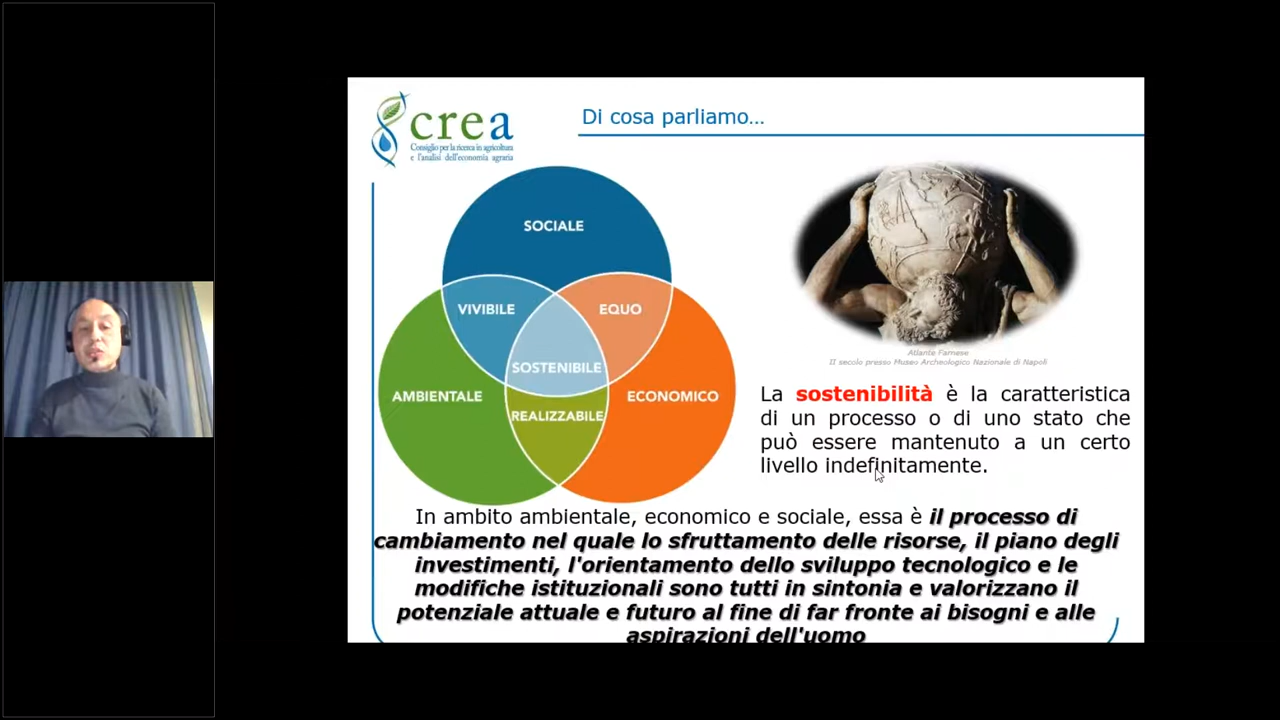 crea
Consiglio per la ricerca in agricoltura
e l'analisi dell'economia agraria
Di cosa parliamo…
SOCIALE
VIVIBILE
EQUO
SOSTENIBILE
AMBIENTALE
ECONOMICO
REALIZZABILE
Atlante Farnese
II secolo presso Museo Archeologico Nazionale di Napoli
La sostenibilità è la caratteristica
di un processo o di uno stato che
può essere mantenuto a un certo
livello indefinitamente.
In ambito ambientale, economico e sociale, essa è il processo di
cambiamento nel quale lo sfruttamento delle risorse, il piano degli
investimenti, l'orientamento dello sviluppo tecnologico e le
modifiche istituzionali sono tutti in sintonia e valorizzano il
potenziale attuale e futuro al fine di far fronte ai bisogni e alle
aspirazioni dell'uomo